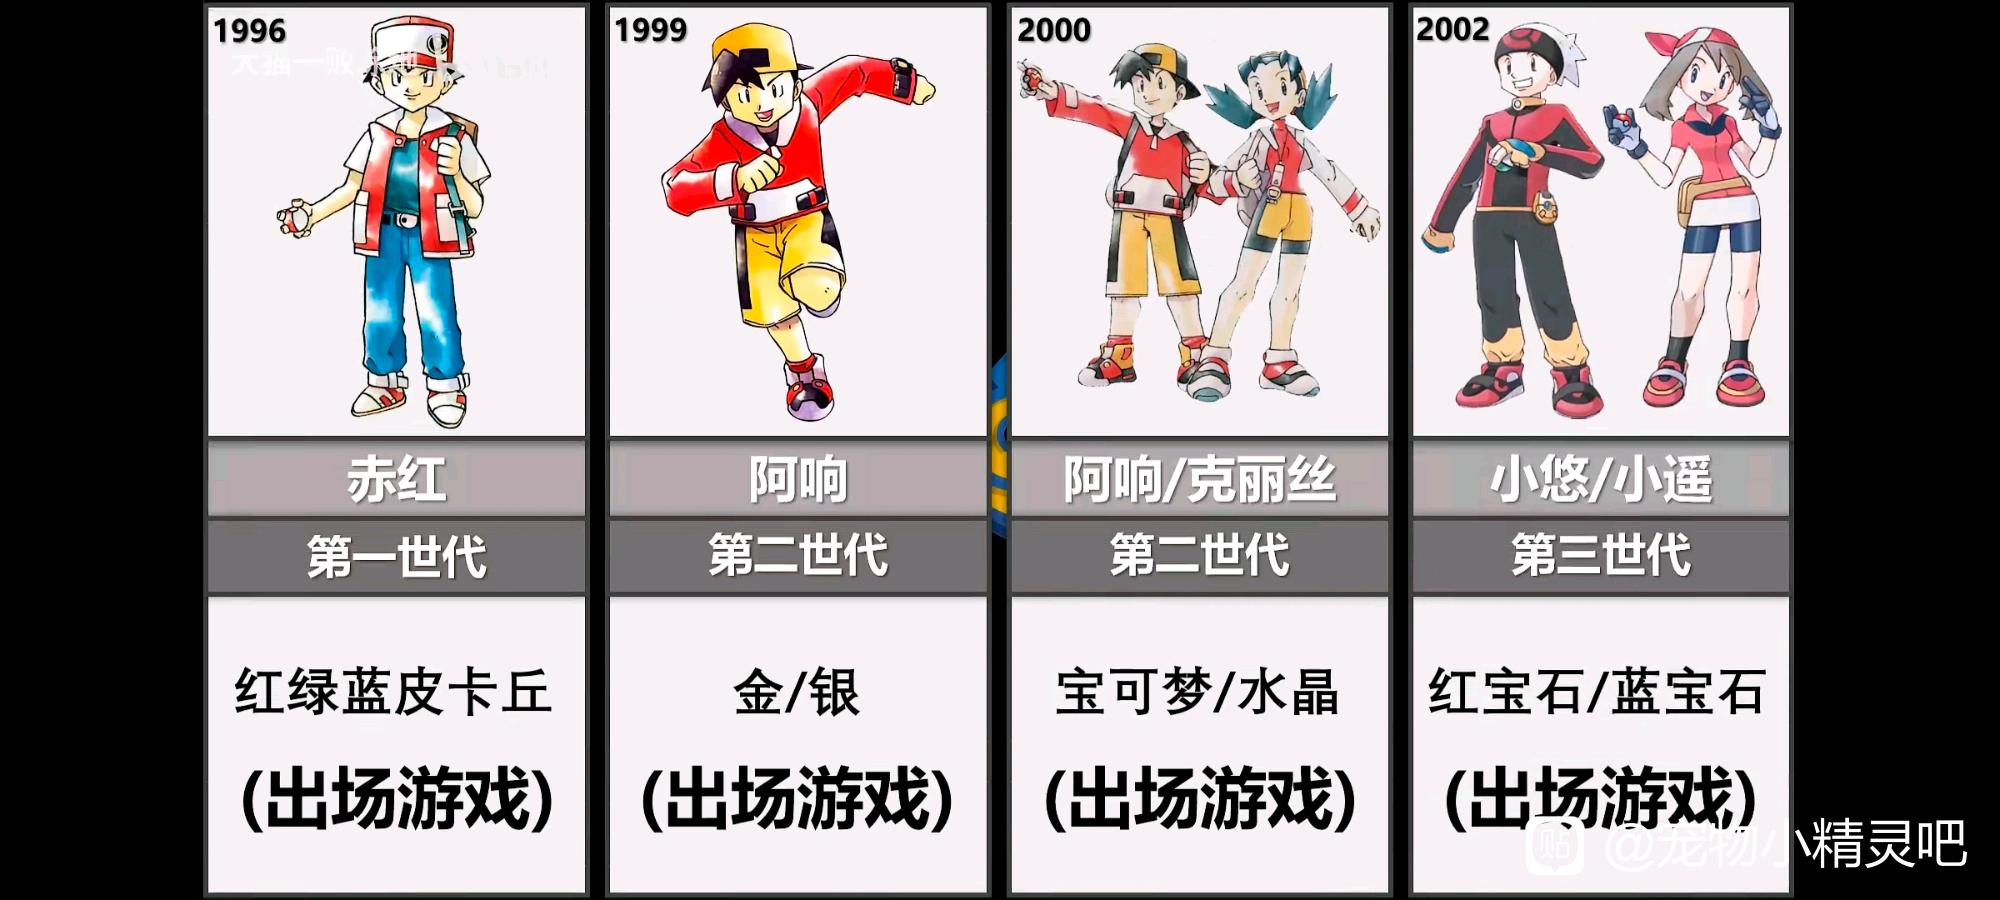 1996
赤红
第一世代
红绿蓝皮卡丘
(出场游戏)
1999
阿响
第二世代
金/银
(出场游戏)
2000
阿响/克丽丝
第二世代
宝可梦/水晶
(出场游戏)
2002
小悠/小遥
第三世代
红宝石/蓝宝石
(出场游戏)
贴 @宠物小精灵吧